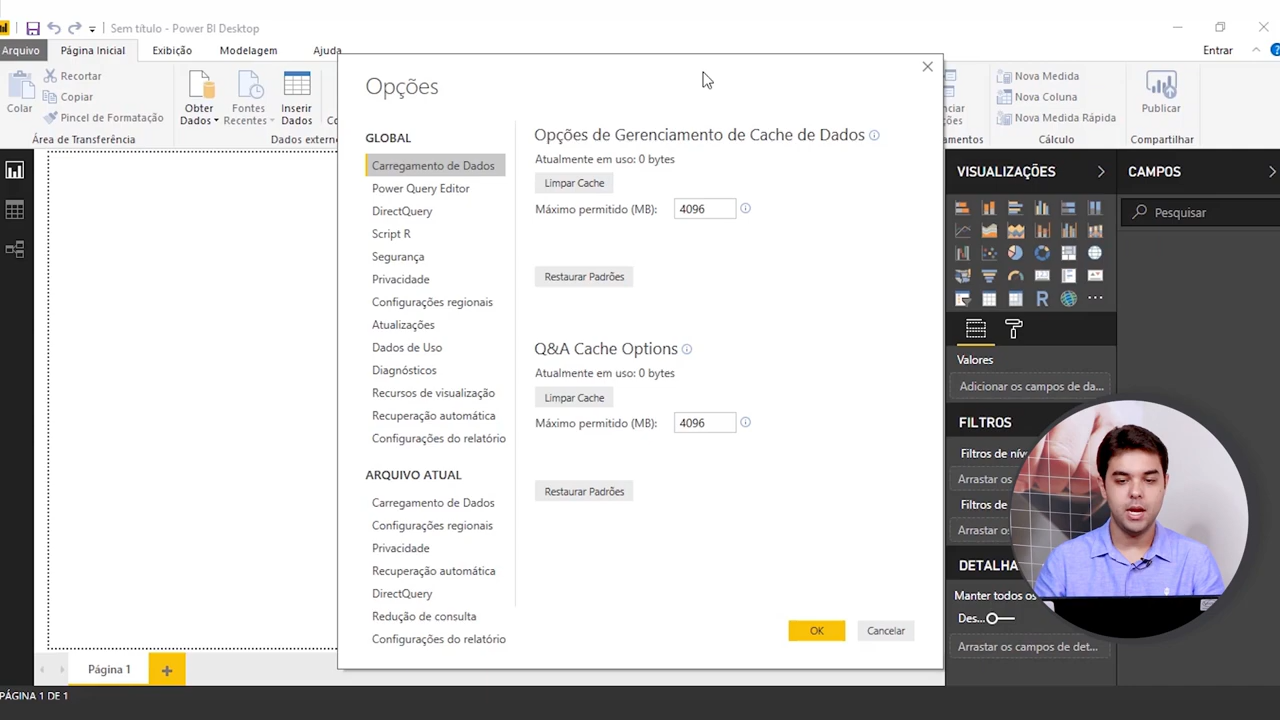 Sem título - Power BI Desktop
Arquivo
Página Inicial
Exibição
Modelagem
Ajuda
Entrar
Colar
Recortar
Copiar
Pincel de Formatação
Área de Transferência
Obter
Dados
Fontes
Recentes
Inserir
Dados
Dados externo
Nova Medida
Nova Coluna
Nova Medida Rápida
Cálculo
Publicar
Compartilhar
Opções
GLOBAL
Carregamento de Dados
Power Query Editor
DirectQuery
Script R
Segurança
Privacidade
Configurações regionais
Atualizações
Dados de Uso
Diagnósticos
Recursos de visualização
Recuperação automática
Configurações do relatório
ARQUIVO ATUAL
Carregamento de Dados
Configurações regionais
Privacidade
Recuperação automática
DirectQuery
Redução de consulta
Configurações do relatório
Opções de Gerenciamento de Cache de Dados
Atualmente em uso: 0 bytes
Limpar Cache
Máximo permitido (MB): 4096
Restaurar Padrões
Q&A Cache Options
Atualmente em uso: 0 bytes
Limpar Cache
Máximo permitido (MB): 4096
Restaurar Padrões
OK
Cancelar
VISUALIZAÇÕES
R
Valores
Adicionar os campos de da...
FILTROS
Filtros de nív
Arrastar os
Filtros de
Arrastar os
DETALHA
Manter todos os
Des...
Arrastar os campos de det...
CAMPOS
Pesquisar
Página 1
PÁGINA 1 DE 1